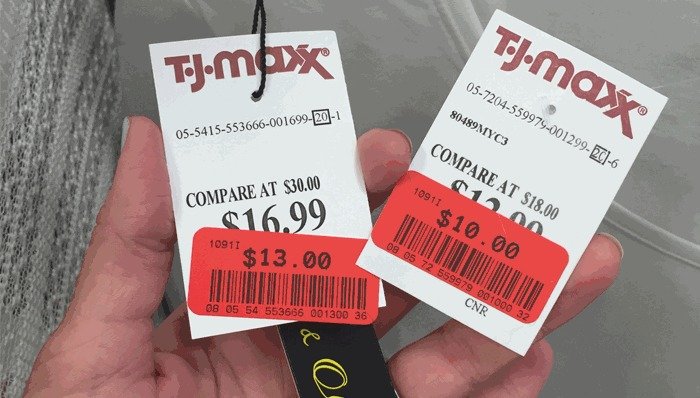 T·J·maxx®
05-5415-553666-001699-20-1
COMPARE AT $30.00
$16.99
1091I
$13.00
08 05 54 553666 001300 36
&
T·J·maxx®
05-7204-559979-001299-20-6
80489MYC3
COMPARE AT $18.00
$12.99
1091I
$10.00
08 05 72 559979 001000 32
CNR